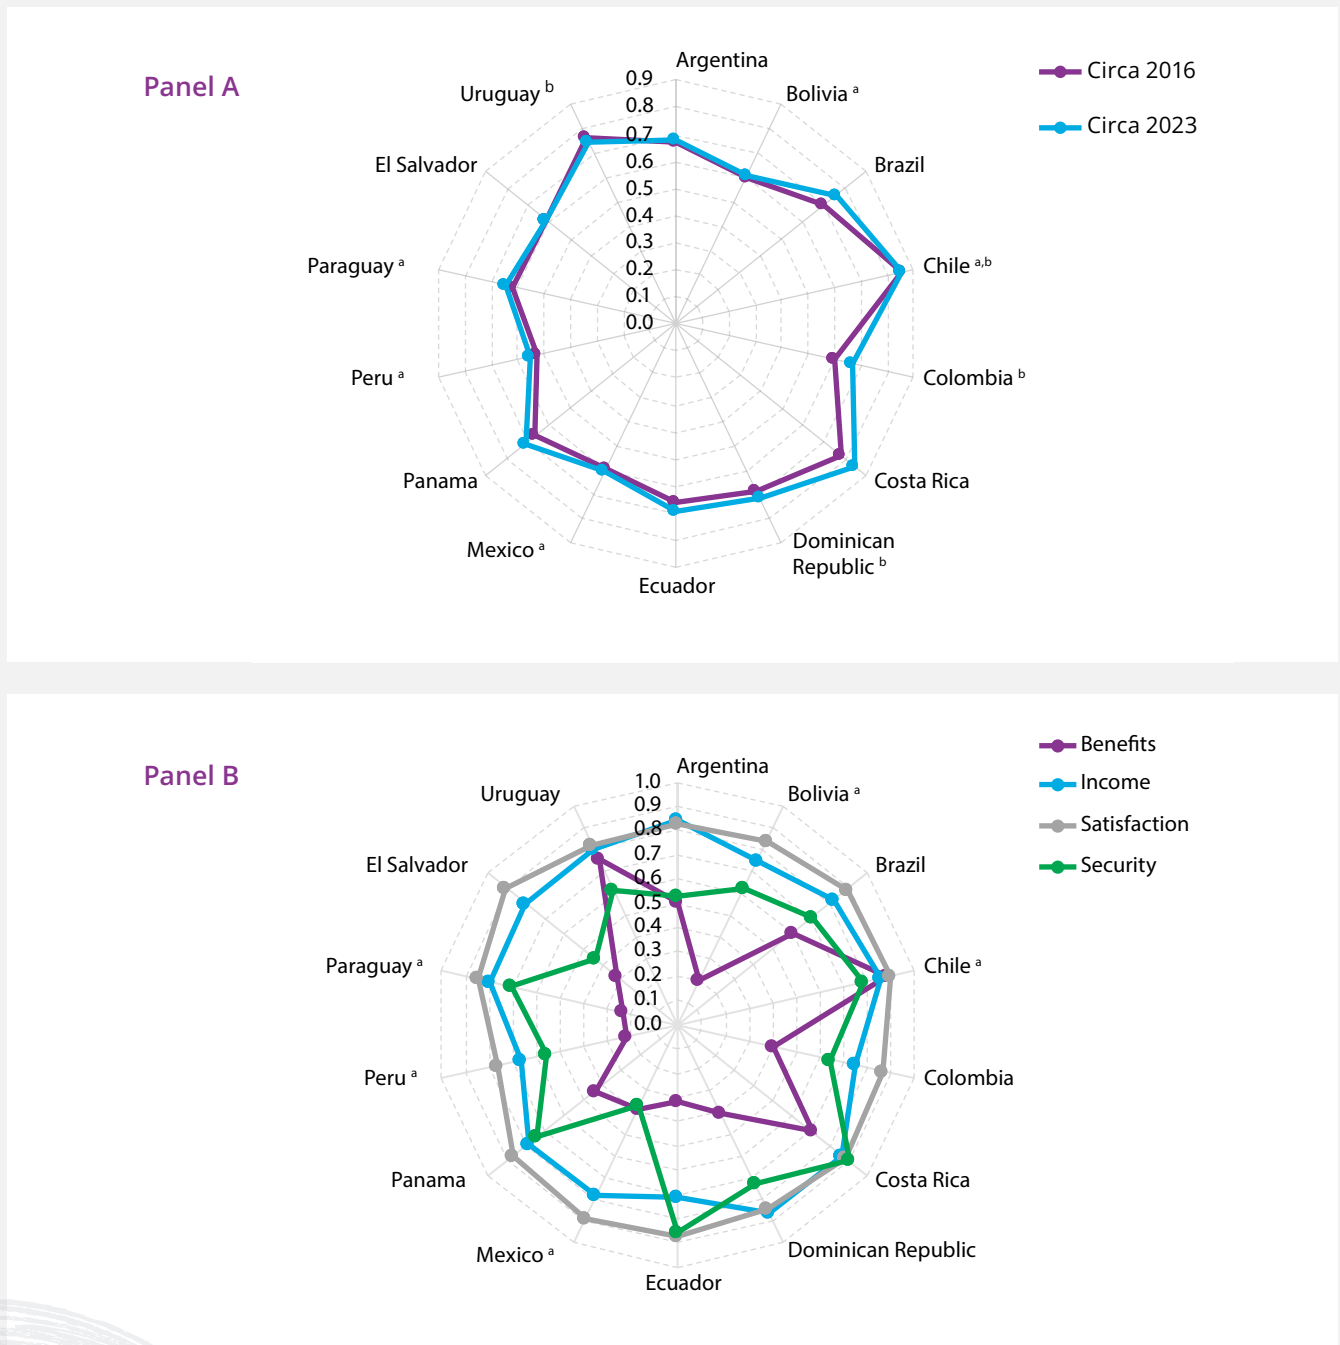 Panel A
Argentina
Bolivia a
Brazil
Chile a,b
Colombia b
Costa Rica
Dominican
Republic b
Ecuador
Mexico a
Panama
Peru a
Paraguay a
El Salvador
Uruguay b
0.9
0.8
0.7
0.6
0.5
0.4
0.3
0.2
0.1
0.0
Circa 2016
Circa 2023
Panel B
Argentina
Bolivia a
Brazil
Chile a
Colombia
Costa Rica
Dominican Republic
Ecuador
Mexico a
Panama
Peru a
Paraguay a
El Salvador
Uruguay
1.0
0.9
0.8
0.7
0.6
0.5
0.4
0.3
0.2
0.1
0.0
Benefits
Income
Satisfaction
Security